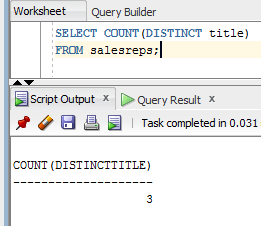 Worksheet Query Builder
SELECT COUNT(DISTINCT title)
FROM salesreps;
Script Output x Query Result x
Task completed in 0.031
COUNT(DISTINCTTITLE)
--------------------
3